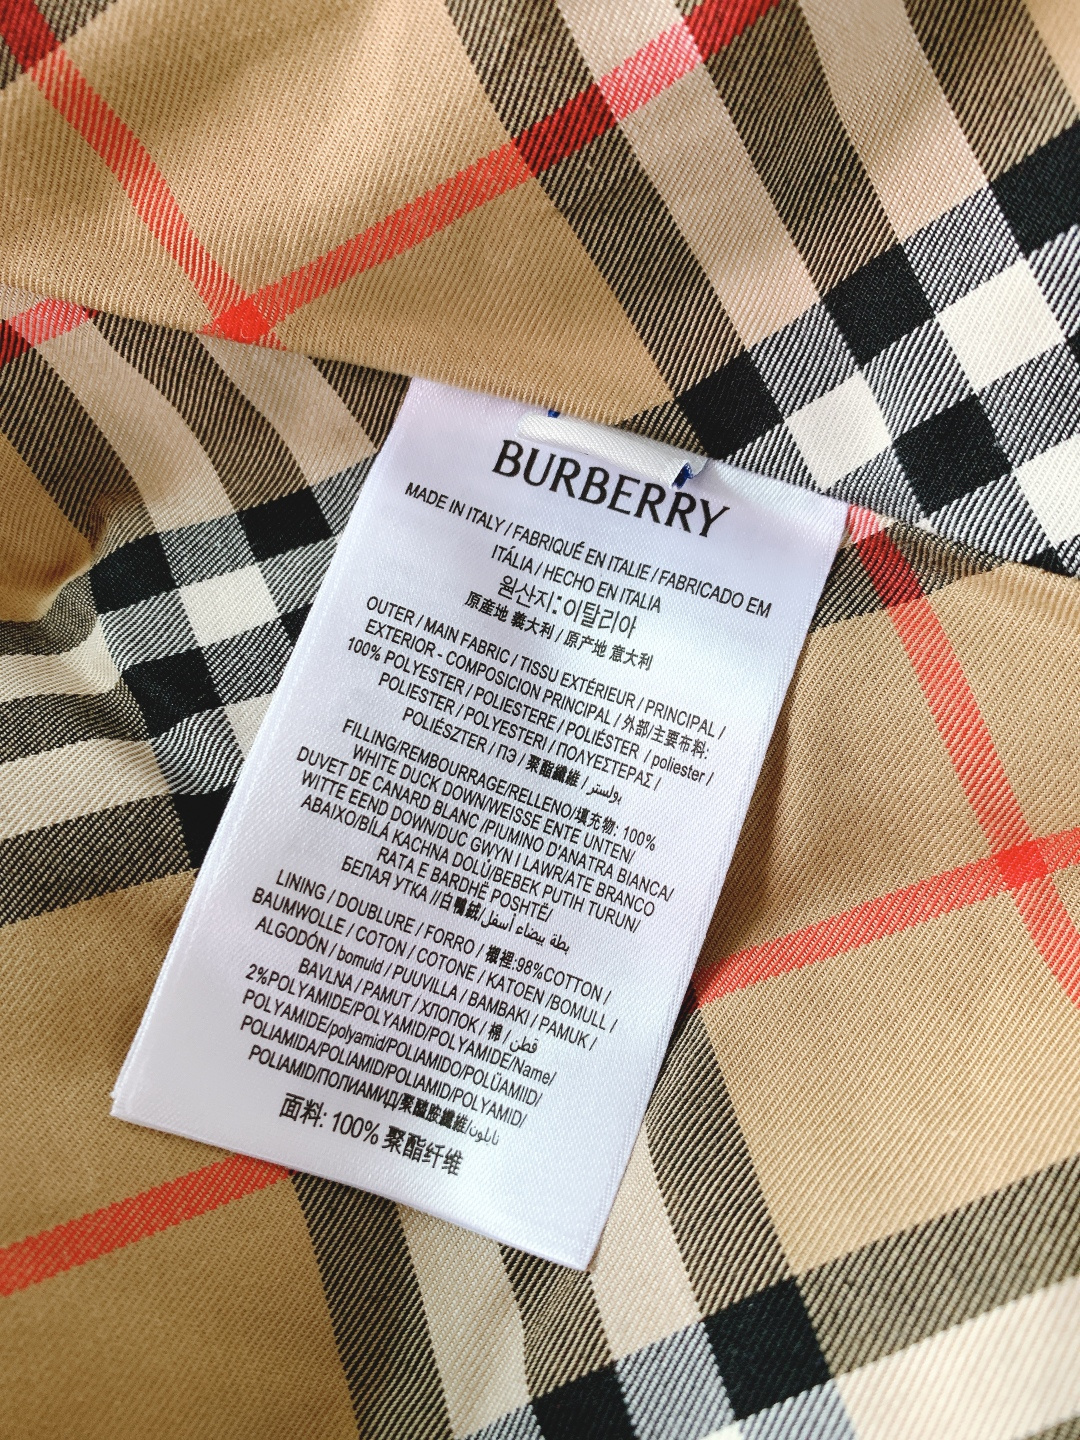 BURBERRY
MADE IN ITALY / FABRIQUÉ EN ITALIE / FABRICADO EM
ITÁLIA / HECHO EN ITALIA
원산지: 이탈리아
原産地 義大利 / 原产地 意大利
OUTER / MAIN FABRIC / TISSU EXTÉRIEUR / PRINCIPAL /
EXTERIOR - COMPOSICION PRINCIPAL / 外部/主要布料:
100% POLYESTER / POLIESTERE / POLIÉSTER / poliester /
POLIESTER / POLYESTERI / ΠΟΛΥΕΣΤΕΡΑΣ /
POLIÉSZTER / ПЭ / 聚酯纖維 / بولستر
FILLING/REMBOURRAGE/RELLENO/填充物: 100%
WHITE DUCK DOWN/WEISSE ENTE UNTEN/
DUVET DE CANARD BLANC /PIUMINO D'ANATRA BIANCA/
WITTE EEND DOWN/DUC GWYN I LAWR/ATE BRANCO
ABAIXO/BÍLÁ KACHNA DOLŮ/BEBEK PUTIH TURUN/
RATA E BARDHË POSHTË/
БЕЛАЯ УТКА //白鴨絨/بطة بيضاء أسفل
LINING / DOUBLURE / FORRO / 襯裡:98%COTTON /
BAUMWOLLE / COTON / COTONE / KATOEN /BOMULL /
ALGODÓN / bomuld / PUUVILLA / BAMBAKI / PAMUK /
BAVLNA / PAMUT / ХЛОПОК / 棉 / قطن
2%POLYAMIDE/POLYAMID/POLYAMIDE/Name/
POLYAMIDE/polyamid/POLIAMIDO/POLÜAMIID/
POLIAMIDA/POLIAMID/POLIAMID/POLYAMID/
POLIAMID/ПОЛИАМИД/聚醯胺纖維/نايلون
面料: 100% 聚酯纤维